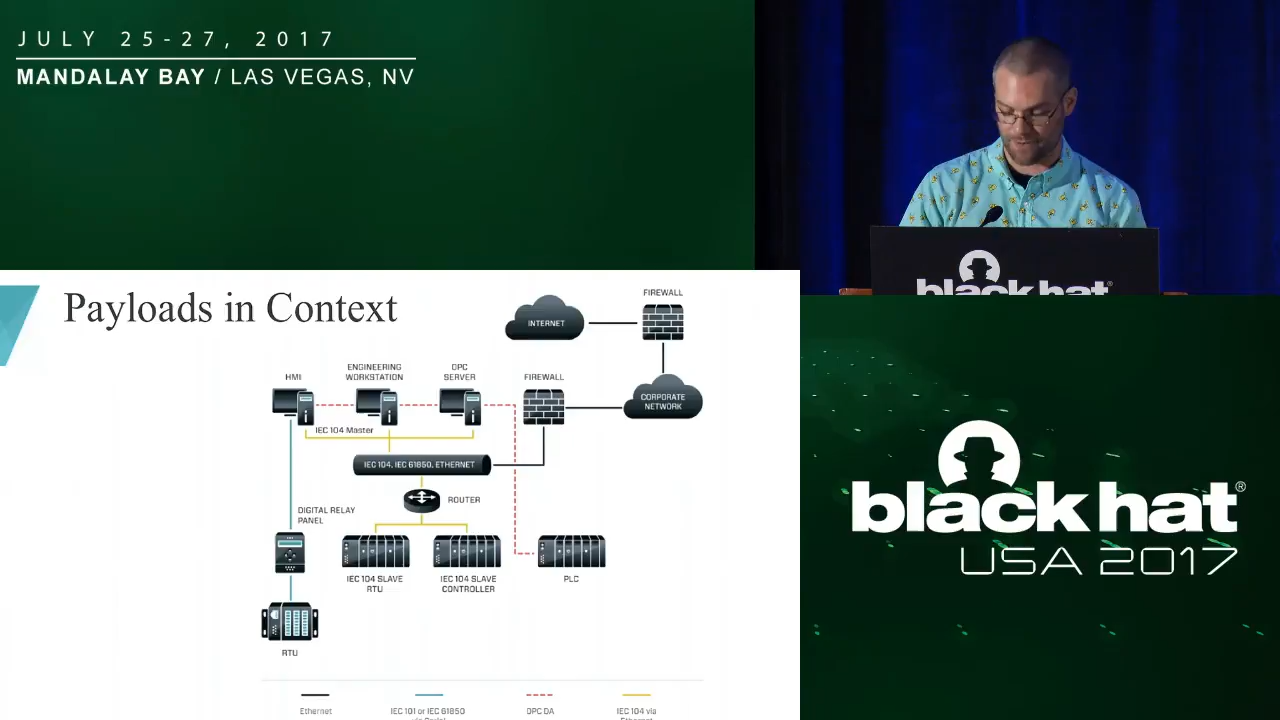 JULY 25-27, 2017
MANDALAY BAY / LAS VEGAS, NV
black hat®
Payloads in Context
FIREWALL
INTERNET
ENGINEERING
WORKSTATION
OPC
SERVER
HMI
FIREWALL
CORPORATE
NETWORK
IEC 104 Master
IEC 104, IEC 61850, ETHERNET
ROUTER
DIGITAL RELAY
PANEL
IEC 104 SLAVE
RTU
IEC 104 SLAVE
CONTROLLER
PLC
RTU
Ethernet
IEC 101 or IEC 61850
via Serial
OPC DA
IEC 104 via
Ethernet
black hat®
USA 2017